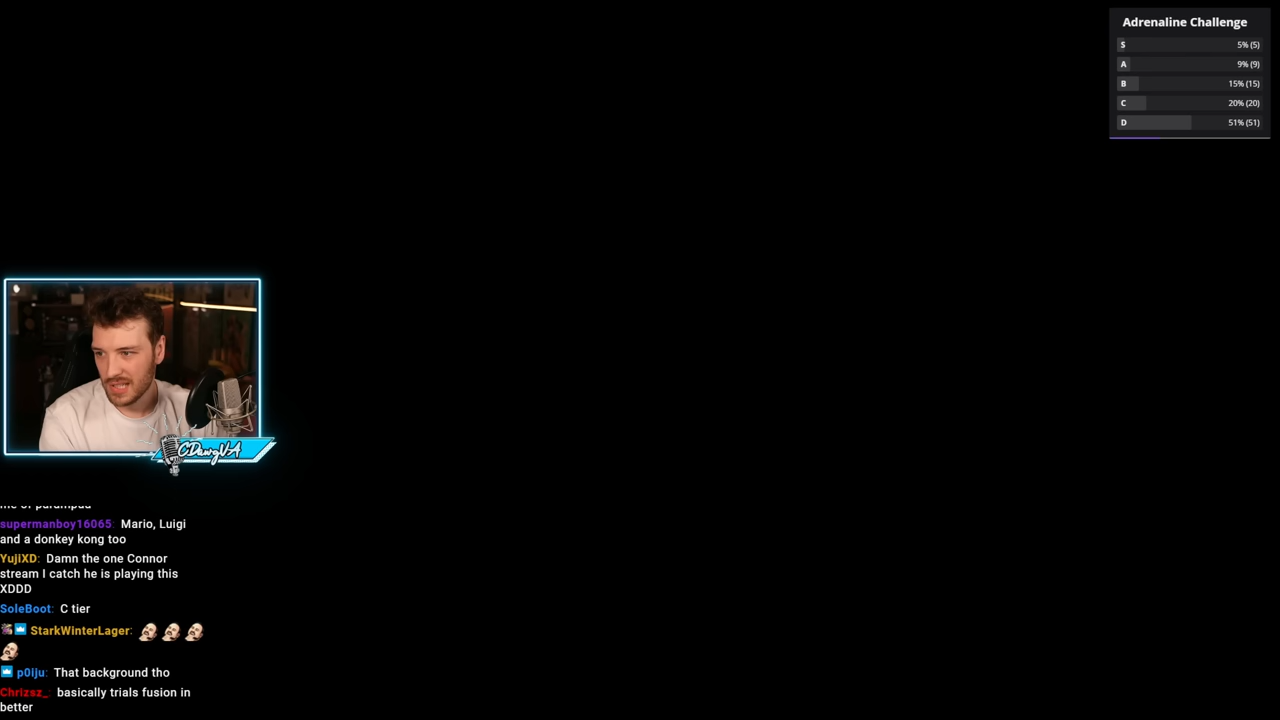 Adrenaline Challenge
S 5% (5)
A 9% (9)
B 15% (15)
C 20% (20)
D 51% (51)
CDawgVA
supermanboy16065: Mario, Luigi
and a donkey kong too
YujiXD: Damn the one Connor
stream I catch he is playing this
XDDD
SoleBoot: C tier
StarkWinterLager:
p0iju: That background tho
Chrizsz_: basically trials fusion in
better